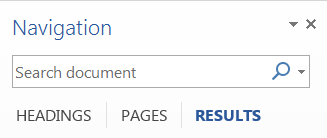 Navigation
Search document
HEADINGS PAGES RESULTS